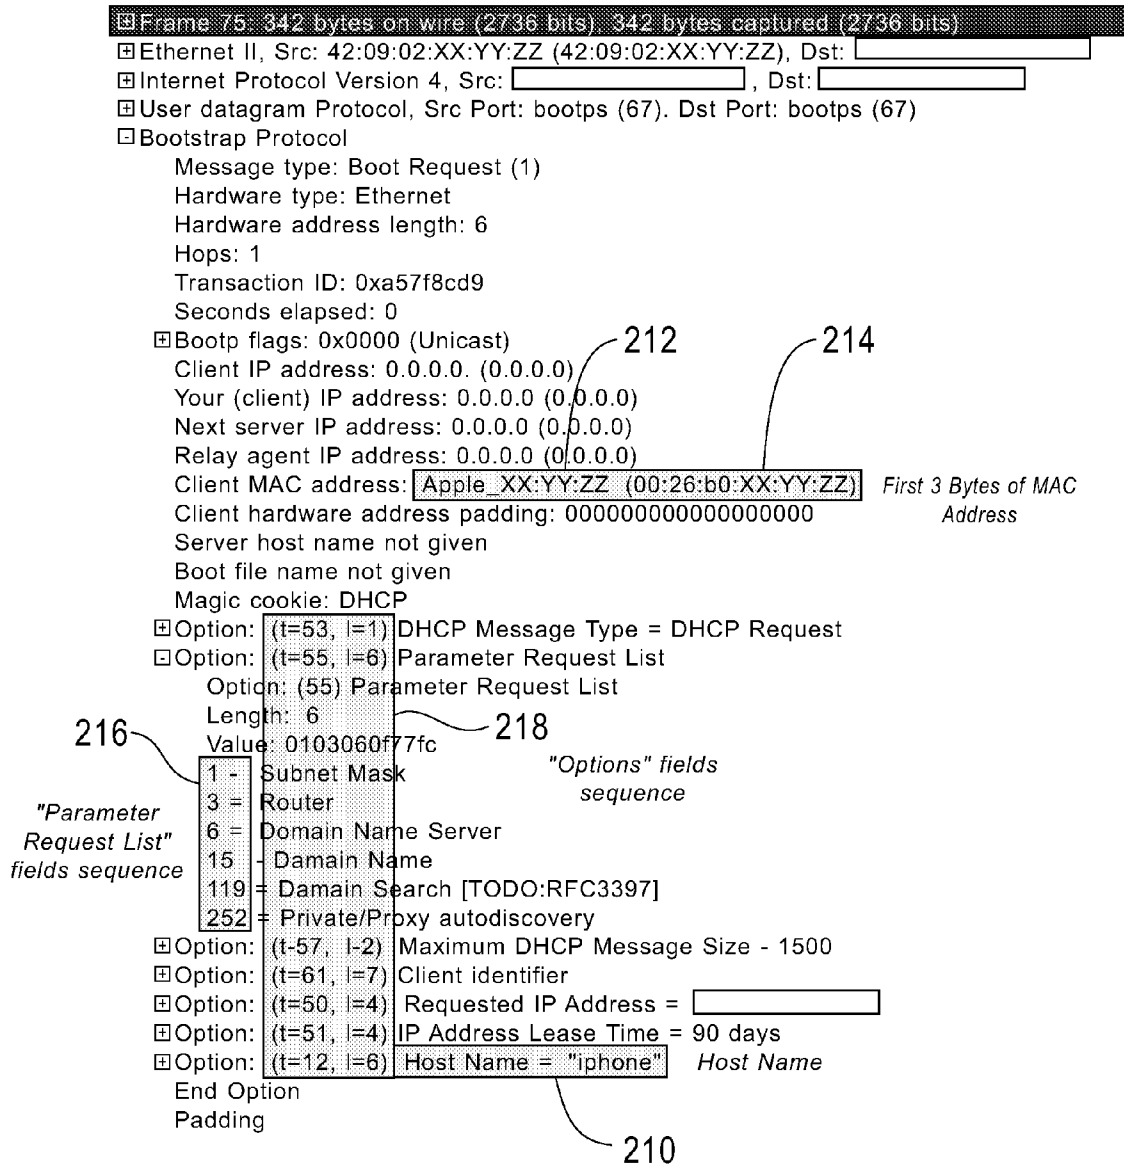 Frame 75: 342 bytes on wire (2736 bits), 342 bytes captured (2736 bits)
Ethernet II, Src: 42:09:02:XX:YY:ZZ (42:09:02:XX:YY:ZZ), Dst:
Internet Protocol Version 4, Src: , Dst:
User datagram Protocol, Src Port: bootps (67). Dst Port: bootps (67)
Bootstrap Protocol
Message type: Boot Request (1)
Hardware type: Ethernet
Hardware address length: 6
Hops: 1
Transaction ID: 0xa57f8cd9
Seconds elapsed: 0
Bootp flags: 0x0000 (Unicast)
212
214
Client IP address: 0.0.0.0. (0.0.0.0)
Your (client) IP address: 0.0.0.0 (0.0.0.0)
Next server IP address: 0.0.0.0 (0.0.0.0)
Relay agent IP address: 0.0.0.0 (0.0.0.0)
Client MAC address: Apple_XX:YY:ZZ (00:26:b0:XX:YY:ZZ)
First 3 Bytes of MAC
Address
Client hardware address padding: 000000000000000000
Server host name not given
Boot file name not given
Magic cookie: DHCP
Option: (t=53, l=1) DHCP Message Type = DHCP Request
Option: (t=55, l=6) Parameter Request List
Option: (55) Parameter Request List
Length: 6
Value: 0103060f77fc
216
218
"Options" fields
sequence
"Parameter
Request List"
fields sequence
1 - Subnet Mask
3 = Router
6 = Domain Name Server
15 - Damain Name
119 = Damain Search [TODO:RFC3397]
252 = Private/Proxy autodiscovery
Option: (t-57, l-2) Maximum DHCP Message Size - 1500
Option: (t=61, l=7) Client identifier
Option: (t=50, l=4) Requested IP Address =
Option: (t=51, l=4) IP Address Lease Time = 90 days
Option: (t=12, l=6) Host Name = "iphone"
Host Name
End Option
Padding
210